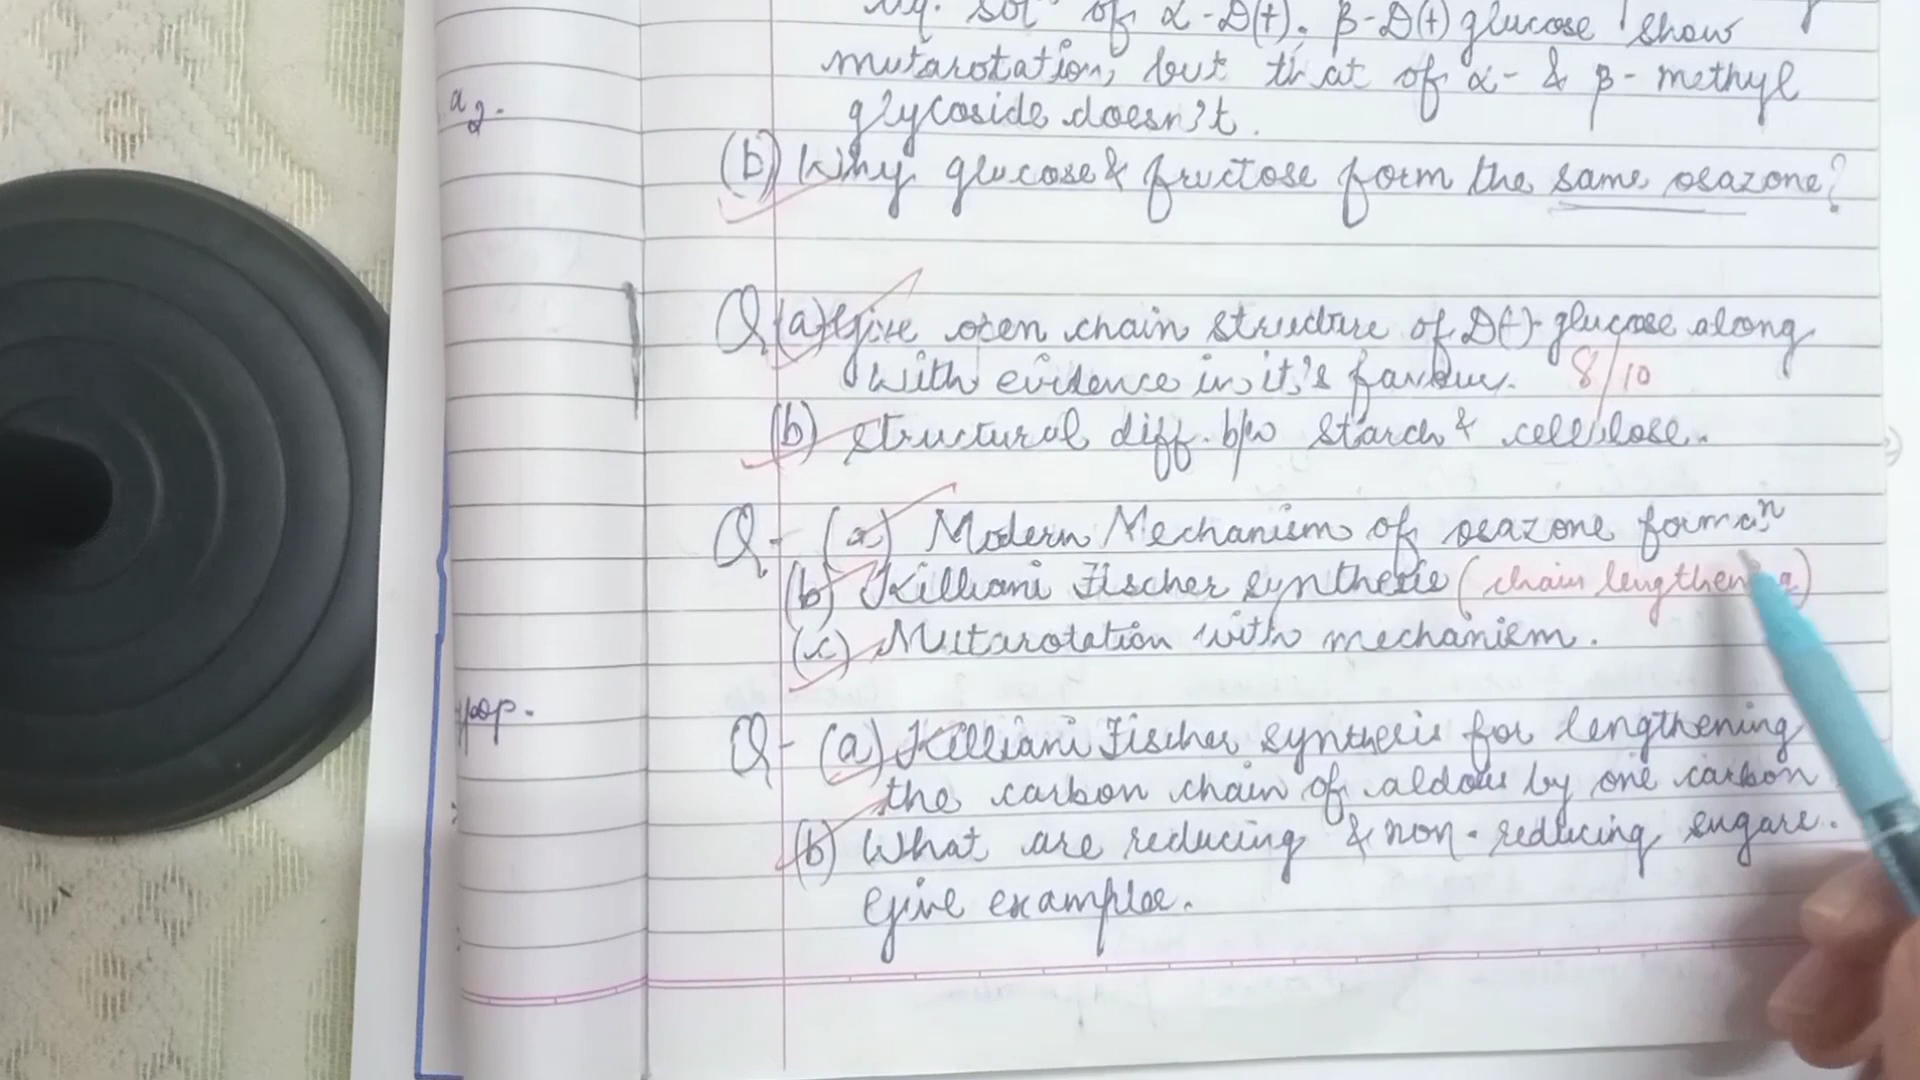 aq. solⁿ of α-D(+), β-D(+) glucose show
mutarotation, but that of α- & β- methyl
glycoside doesn't.
(b) Why glucose & fructose form the same osazone?
Q (a) Give open chain structure of D(+)-glucose along
with evidence in it's favour. 8/10
(b) structural diff. b/w starch & cellulose.
Q- (a) Modern Mechanism of osazone formaⁿ
(b) Killiani Fischer synthesis (chain lengthen
(c) Mutarotation with mechanism.
Q- (a) Killiani Fischer synthesis for lengthening
the carbon chain of aldose by one carbon
(b) What are reducing & non-reducing sugars.
Give examples.